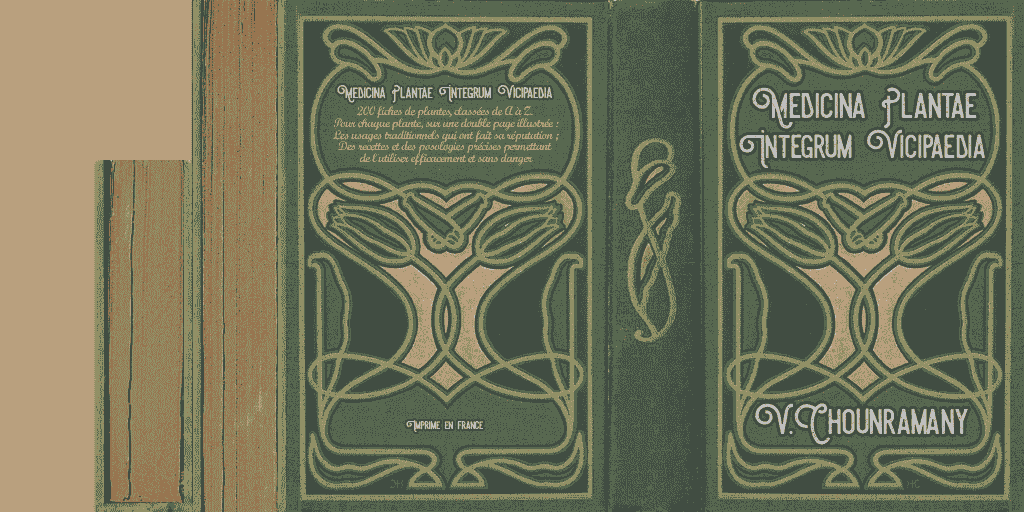 Medicina Plantae Integrum Vicipaedia
200 fiches de plantes, classées de A à Z.
Pour chaque plante, sur une double page illustrée :
Les usages traditionnels qui ont fait sa réputation ;
Des recettes et des posologies précises permettant
de l'utiliser efficacement et sans danger
Imprime en france
Medicina Plantae
Integrum Vicipaedia
V. Chounramany